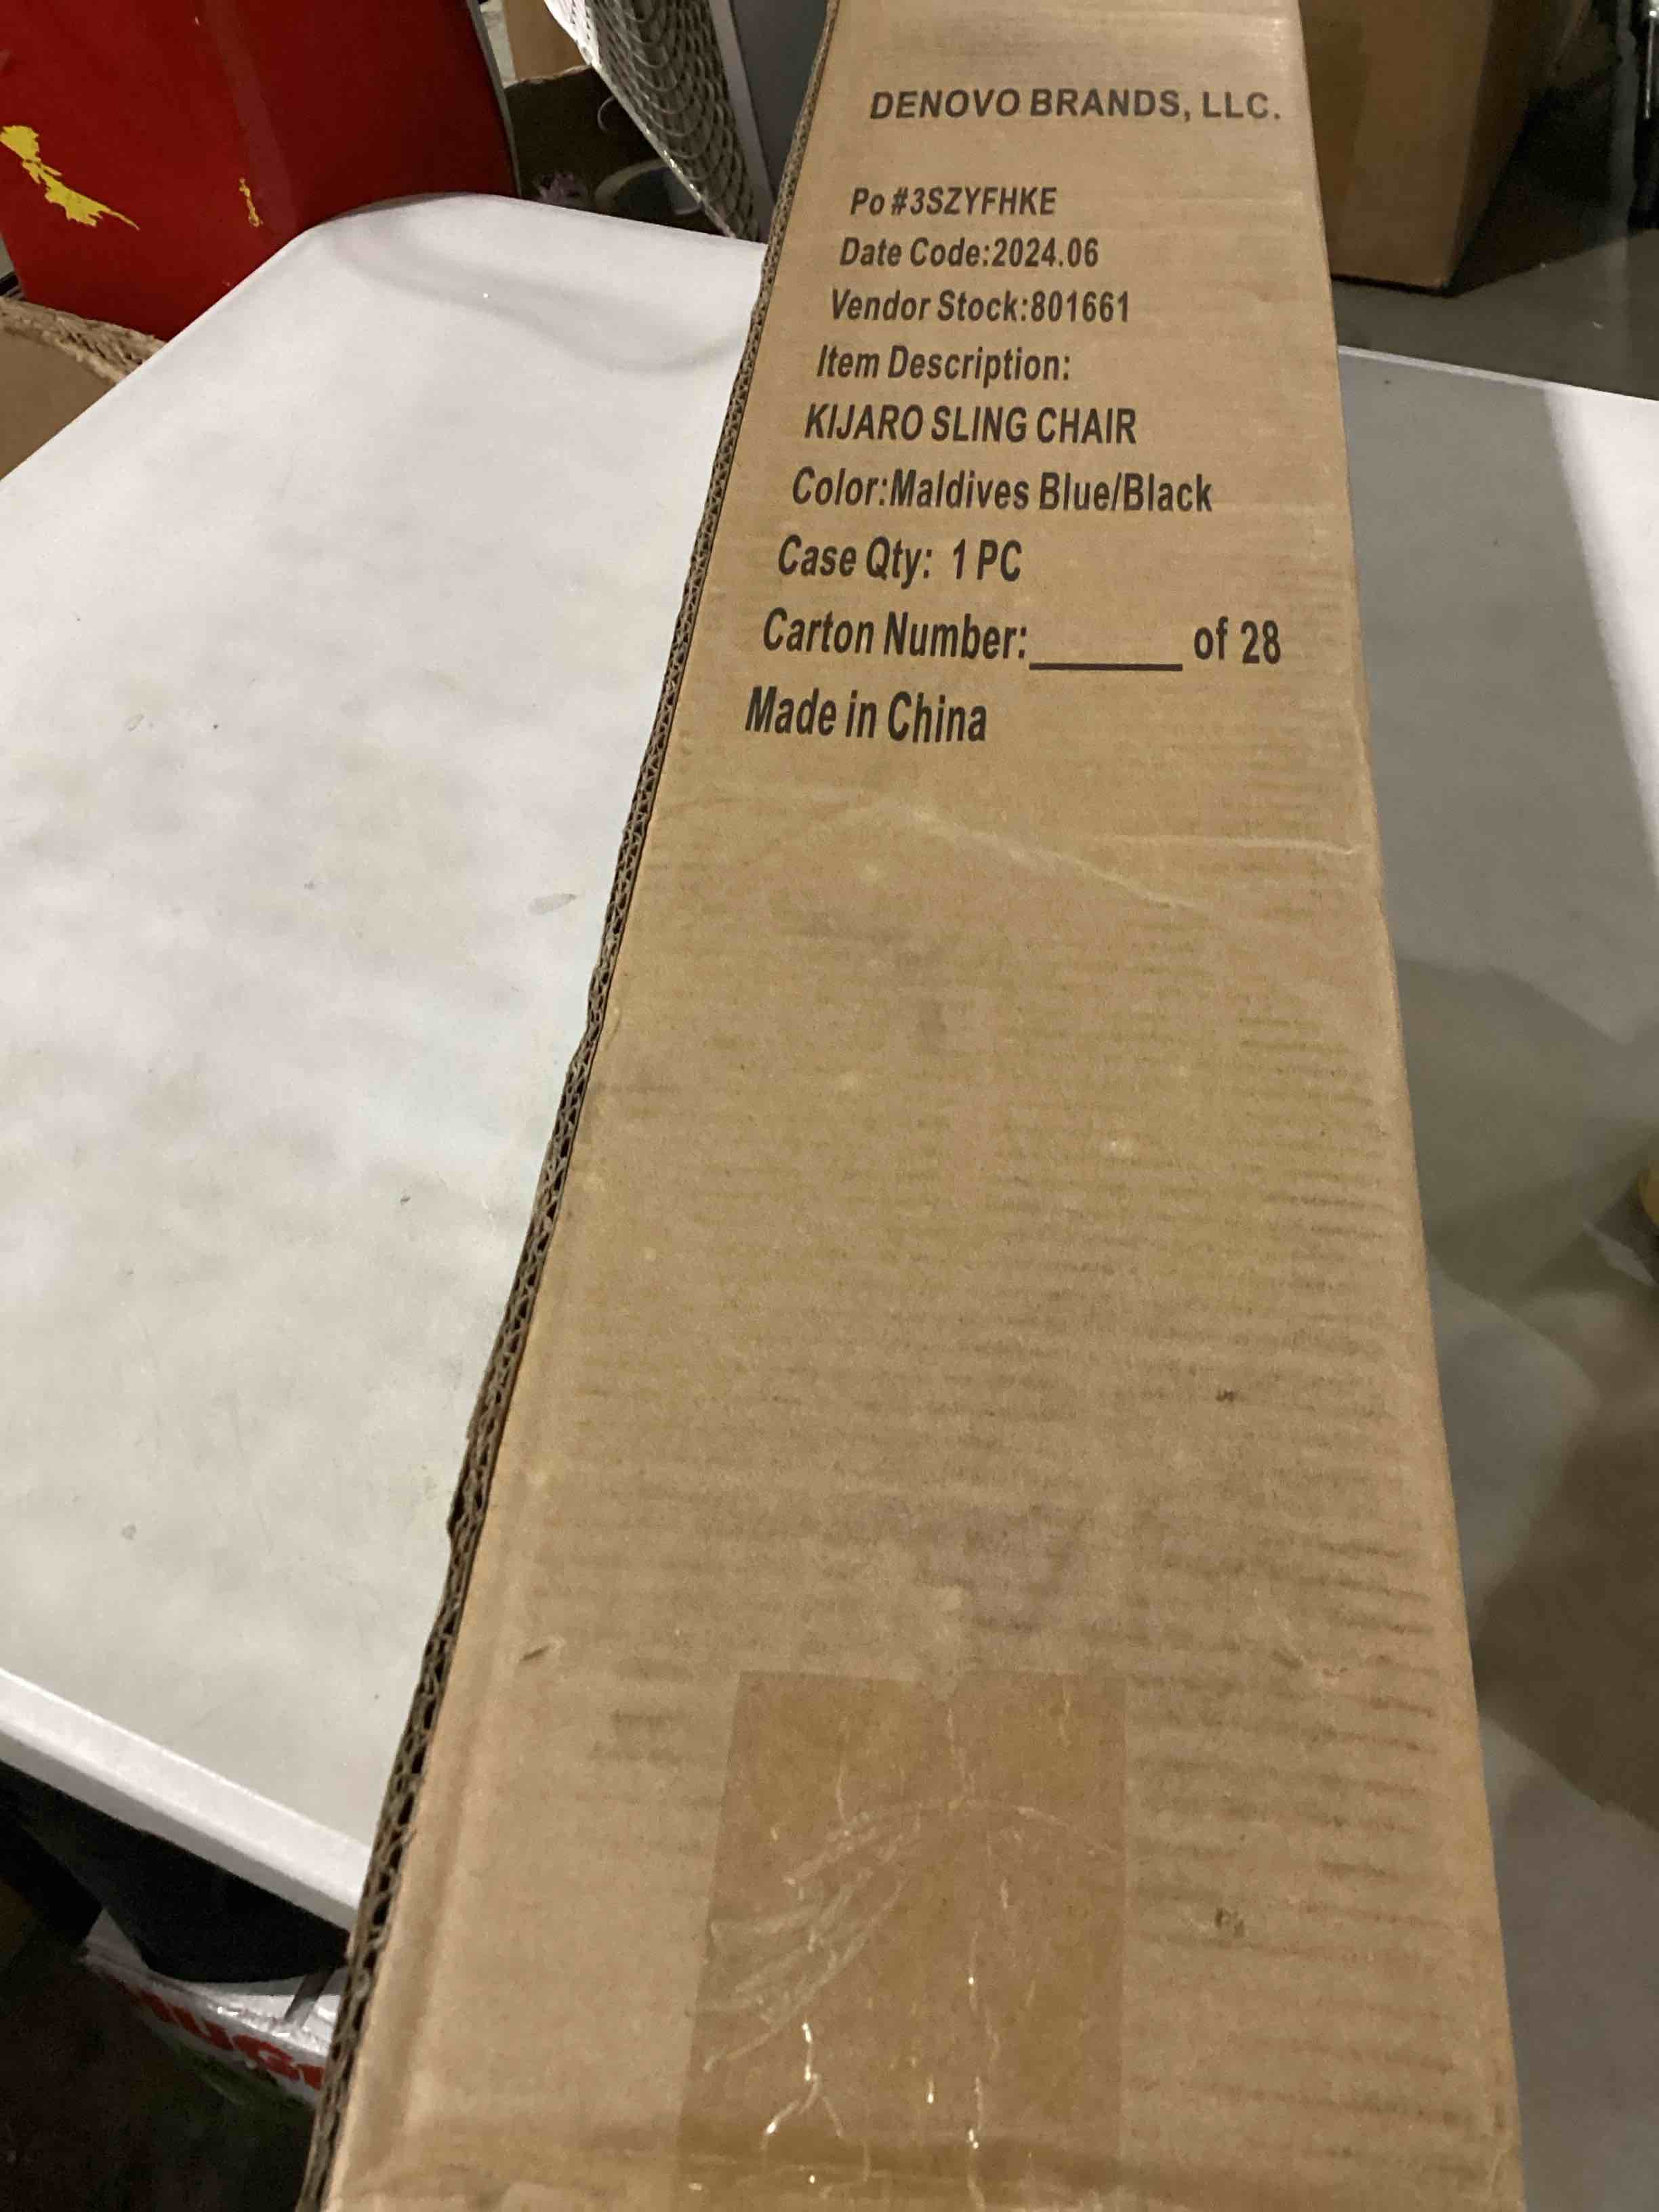 DENOVO BRANDS, LLC.
Po #3SZYFHKE
Date Code:2024.06
Vendor Stock:801661
Item Description:
KIJARO SLING CHAIR
Color:Maldives Blue/Black
Case Qty: 1 PC
Carton Number:_______ of 28
Made in China